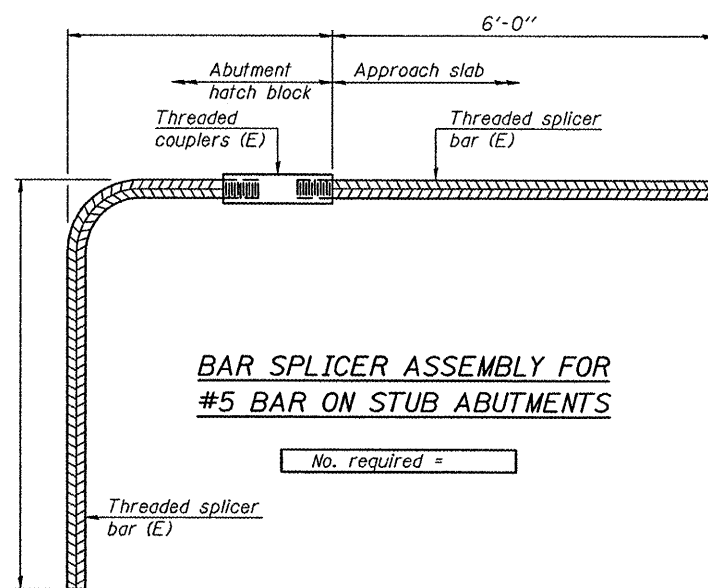 6'-0"
Abutment
hatch block
Approach slab
Threaded
couplers (E)
Threaded splicer
bar (E)
BAR SPLICER ASSEMBLY FOR
#5 BAR ON STUB ABUTMENTS
No. required =
Threaded splicer
bar (E)